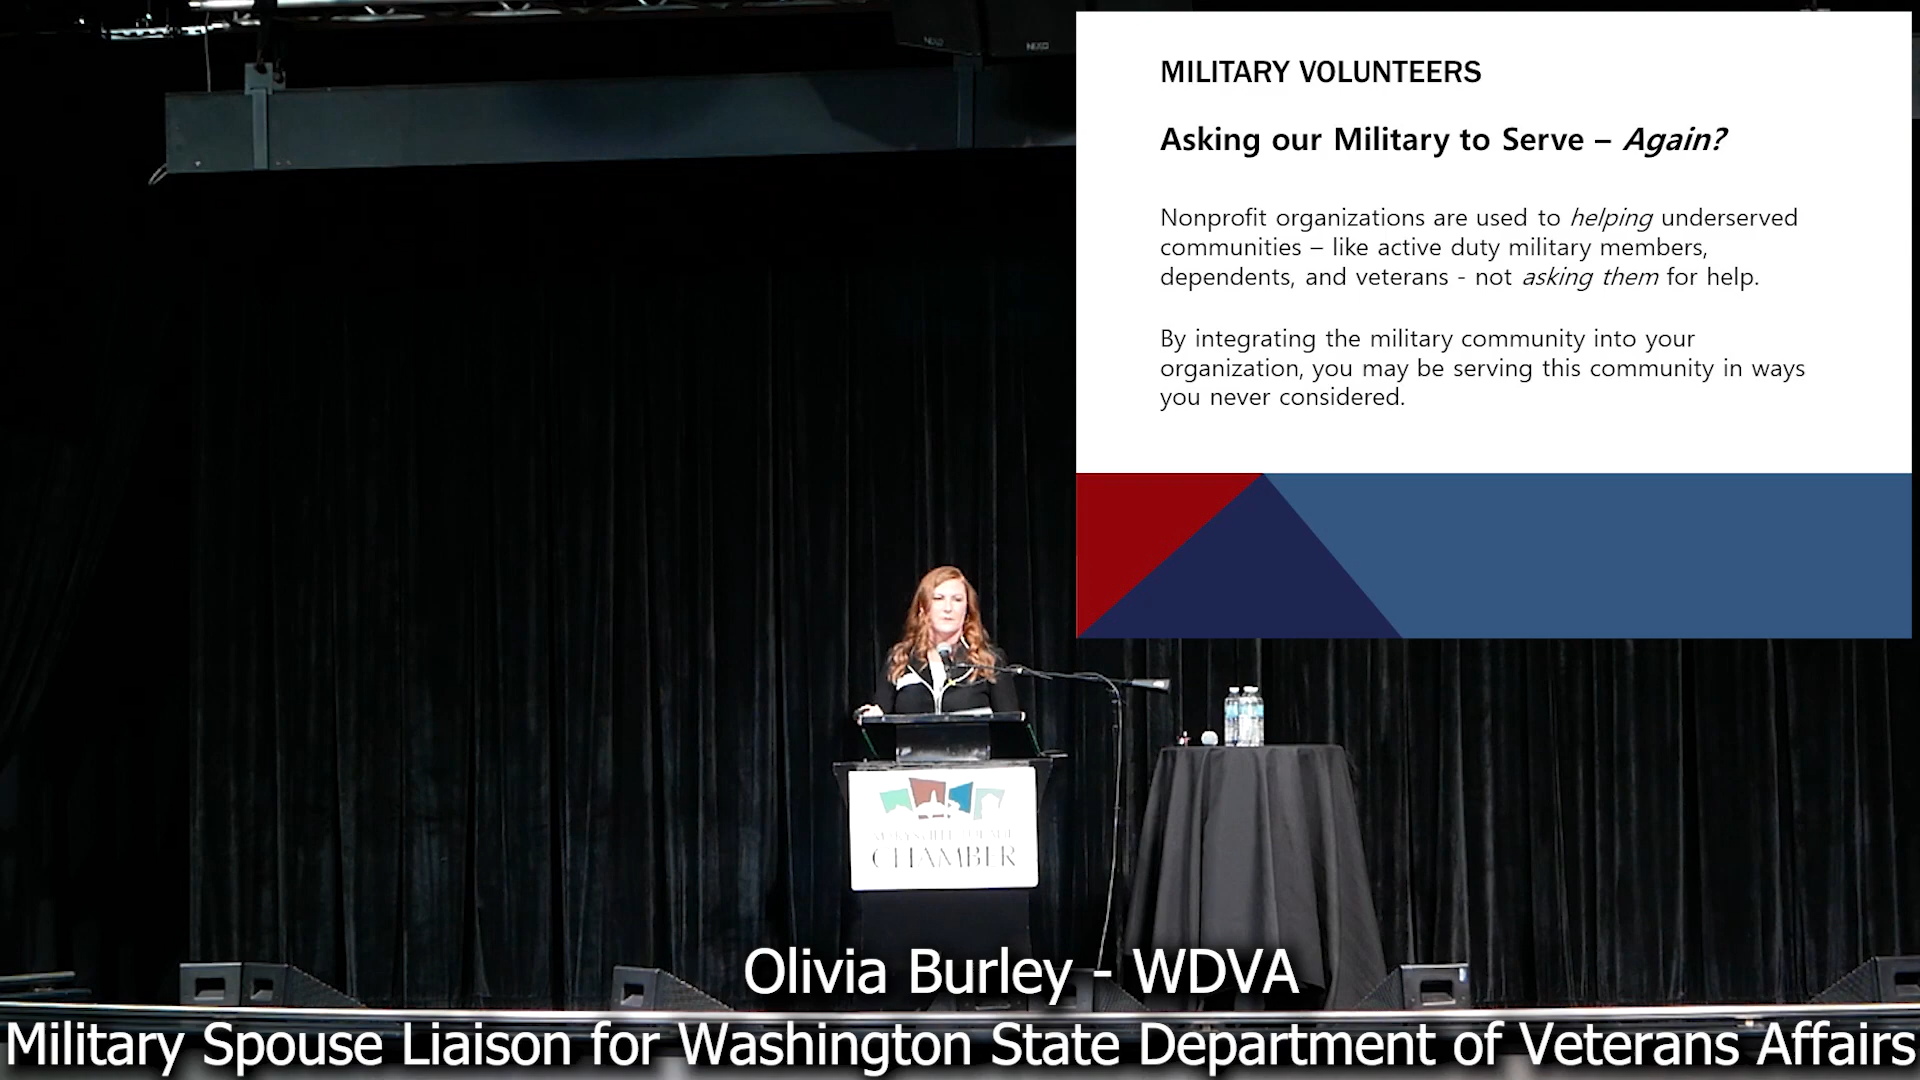 MILITARY VOLUNTEERS
Asking our Military to Serve – Again?
Nonprofit organizations are used to helping underserved
communities – like active duty military members,
dependents, and veterans - not asking them for help.
By integrating the military community into your
organization, you may be serving this community in ways
you never considered.
CHAMBER
Olivia Burley - WDVA
Military Spouse Liaison for Washington State Department of Veterans Affairs